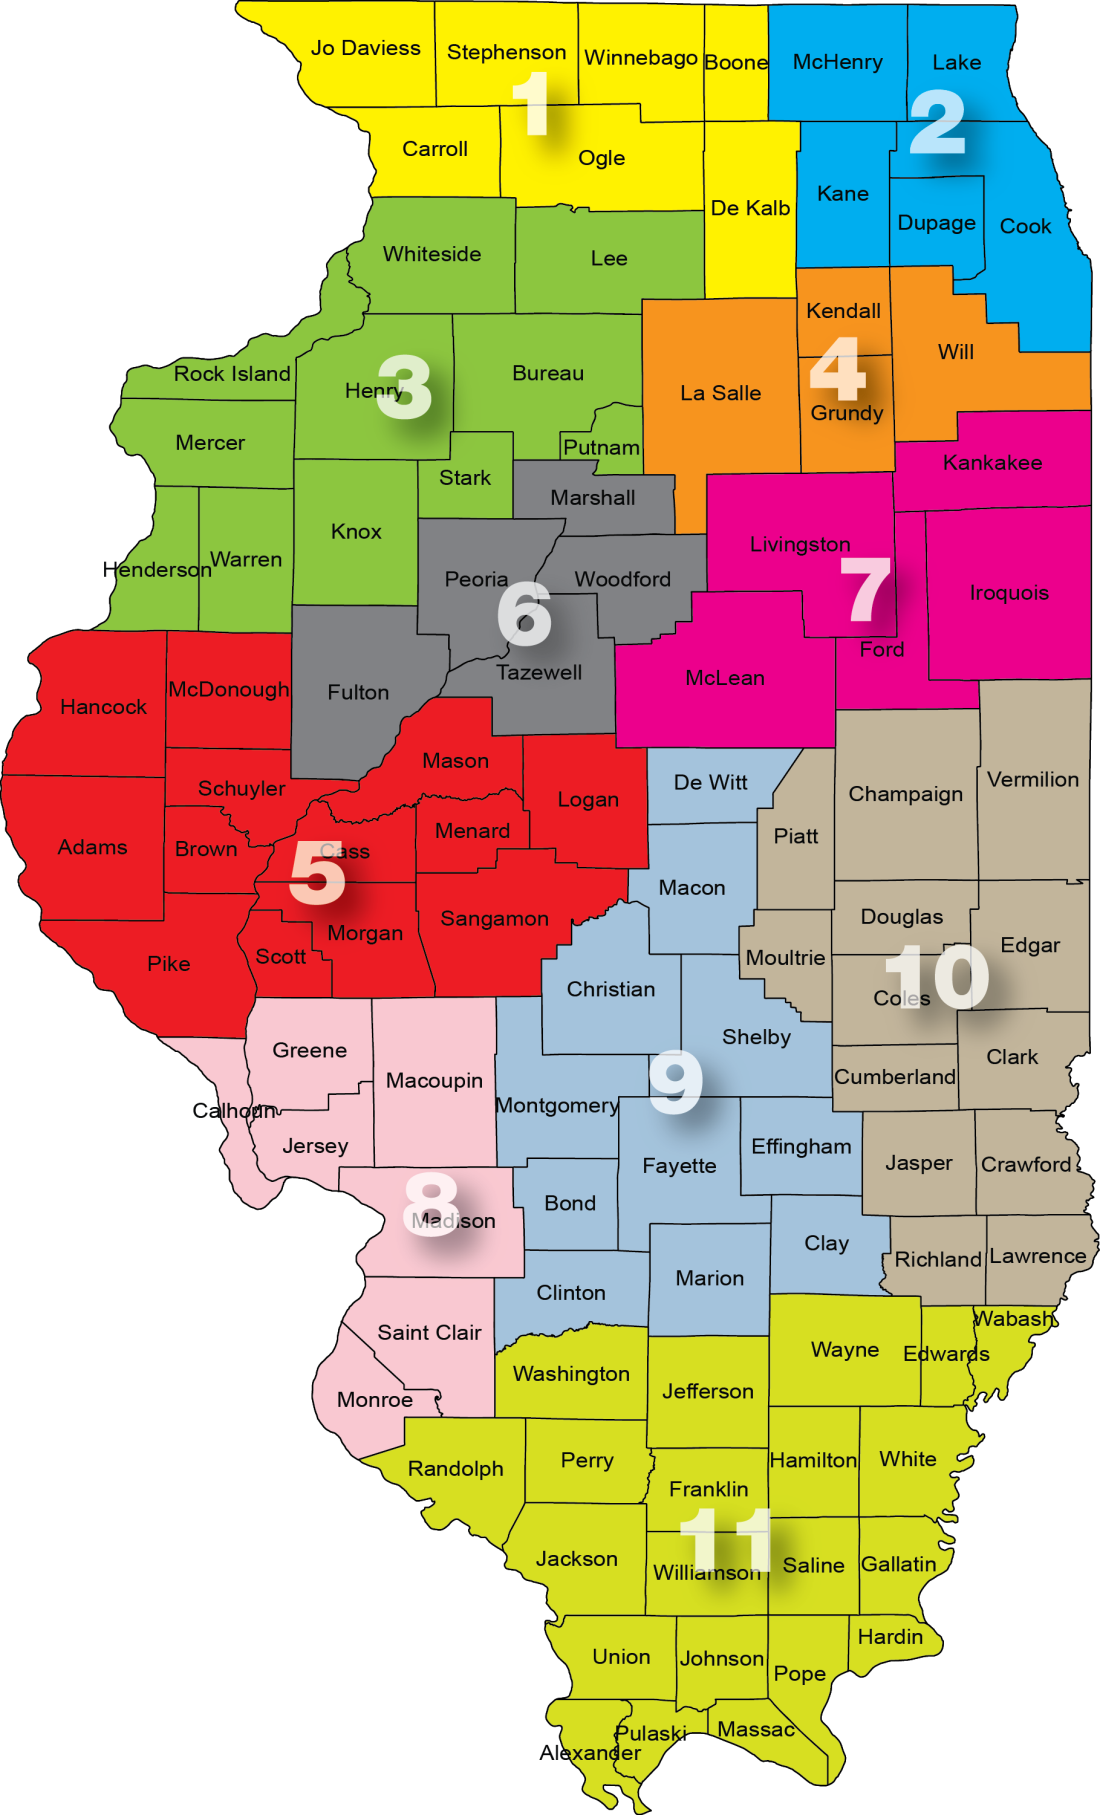 Jo Daviess
Stephenson
Winnebago
Boone
McHenry
Lake
1
2
Carroll
Ogle
De Kalb
Kane
Dupage
Cook
Whiteside
Lee
Kendall
Will
Rock Island
Henry
3
Bureau
La Salle
4
Grundy
Mercer
Putnam
Kankakee
Stark
Marshall
Knox
Livingston
Henderson
Warren
Peoria
Woodford
7
Iroquois
6
Ford
Tazewell
McLean
Hancock
McDonough
Fulton
Mason
De Witt
Vermilion
Schuyler
Logan
Champaign
Adams
Brown
Cass
5
Menard
Piatt
Macon
Sangamon
Douglas
Morgan
Edgar
Pike
Scott
Moultrie
10
Christian
Coles
Greene
Shelby
Clark
Macoupin
9
Cumberland
Calhoun
Montgomery
Jersey
Effingham
Fayette
Jasper
Crawford
8
Madison
Bond
Clay
Richland
Lawrence
Marion
Clinton
Saint Clair
Wabash
Wayne
Edwards
Washington
Jefferson
Monroe
Randolph
Perry
Hamilton
White
Franklin
11
Jackson
Williamson
Saline
Gallatin
Hardin
Union
Johnson
Pope
Pulaski
Massac
Alexander